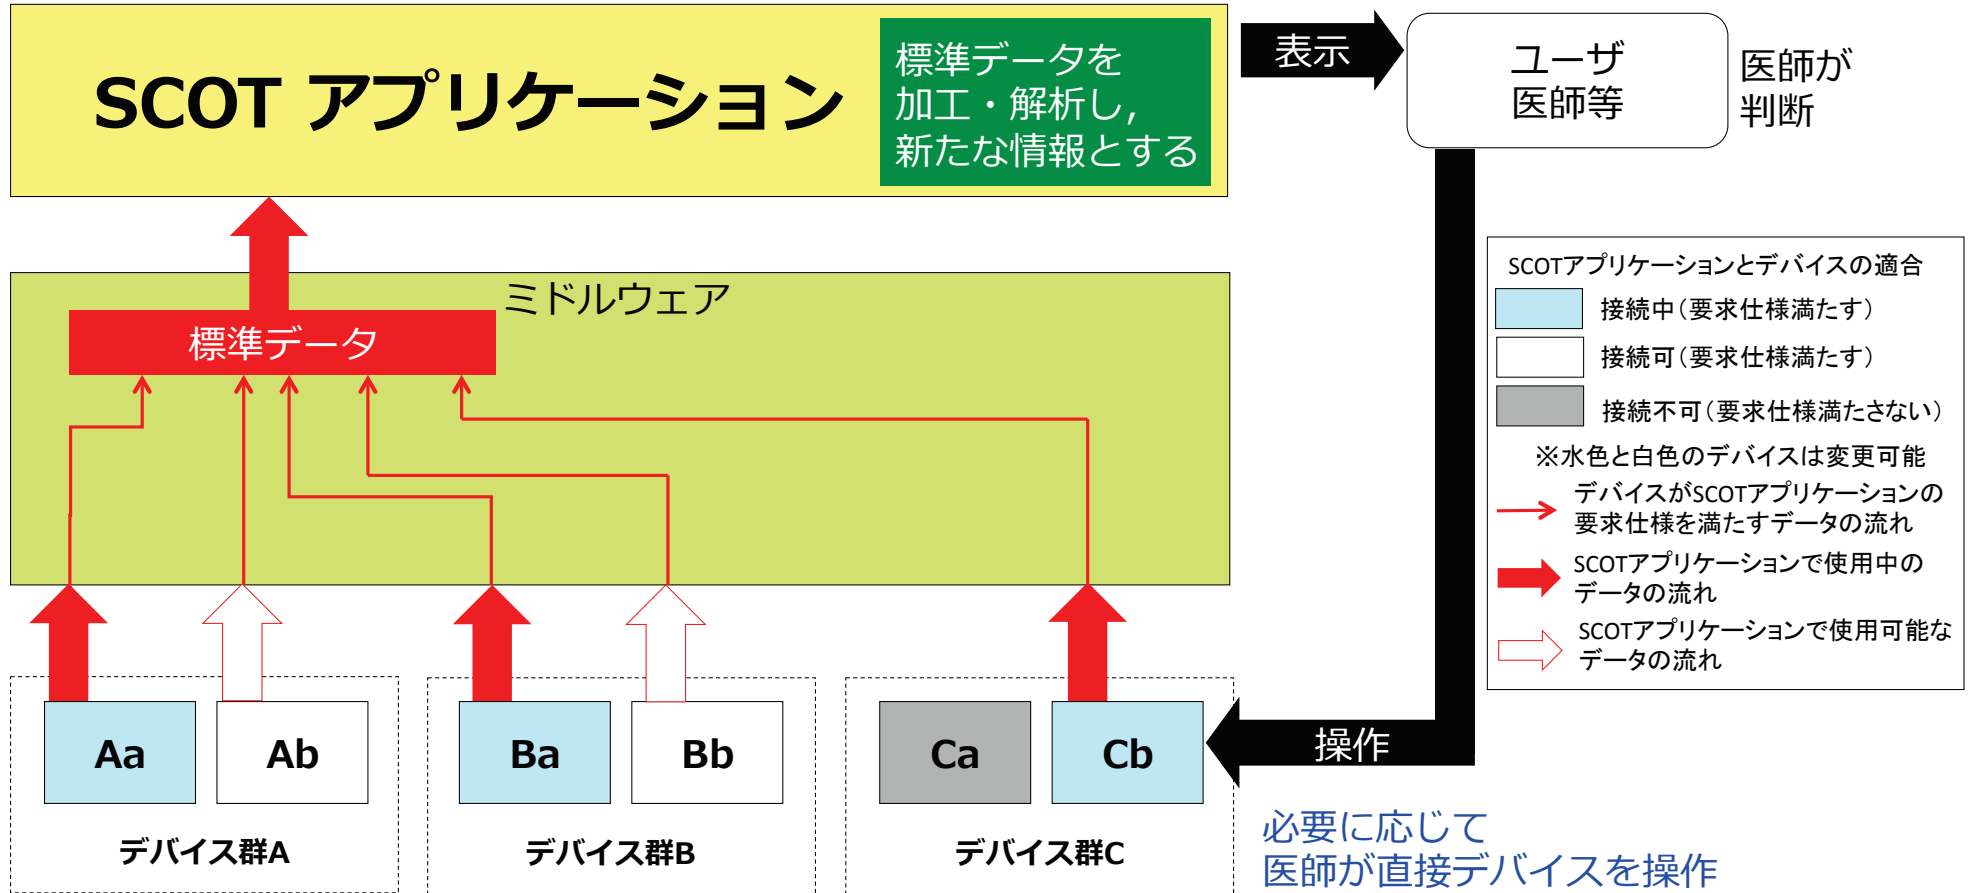 SCOT アプリケーション
標準データを
加工・解析し,
新たな情報とする
表示
ユーザ
医師等
医師が
判断
ミドルウェア
標準データ
SCOTアプリケーションとデバイスの適合
接続中(要求仕様満たす)
接続可(要求仕様満たす)
接続不可(要求仕様満たさない)
※水色と白色のデバイスは変更可能
デバイスがSCOTアプリケーションの
要求仕様を満たすデータの流れ
SCOTアプリケーションで使用中の
データの流れ
SCOTアプリケーションで使用可能な
データの流れ
Aa
Ab
Ba
Bb
Ca
Cb
操作
デバイス群A
デバイス群B
デバイス群C
必要に応じて
医師が直接デバイスを操作